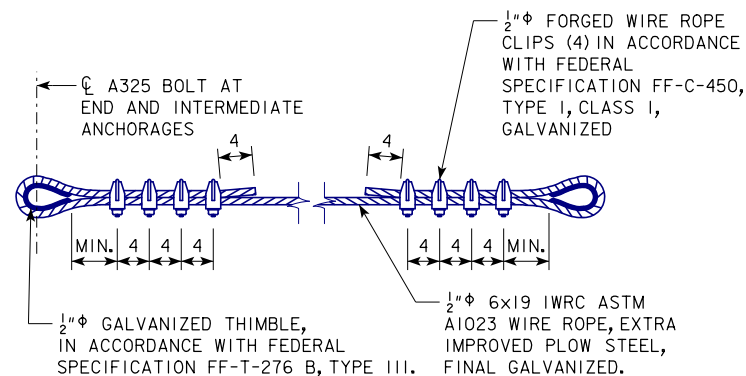 ½"ϕ FORGED WIRE ROPE
CLIPS (4) IN ACCORDANCE
WITH FEDERAL
SPECIFICATION FF-C-450,
TYPE I, CLASS I,
GALVANIZED
℄ A325 BOLT AT
END AND INTERMEDIATE
ANCHORAGES
4 4
MIN. 4 4 4 4 4 4 MIN.
½"ϕ GALVANIZED THIMBLE,
IN ACCORDANCE WITH FEDERAL
SPECIFICATION FF-T-276 B, TYPE III.
½"ϕ 6x19 IWRC ASTM
A1023 WIRE ROPE, EXTRA
IMPROVED PLOW STEEL,
FINAL GALVANIZED.